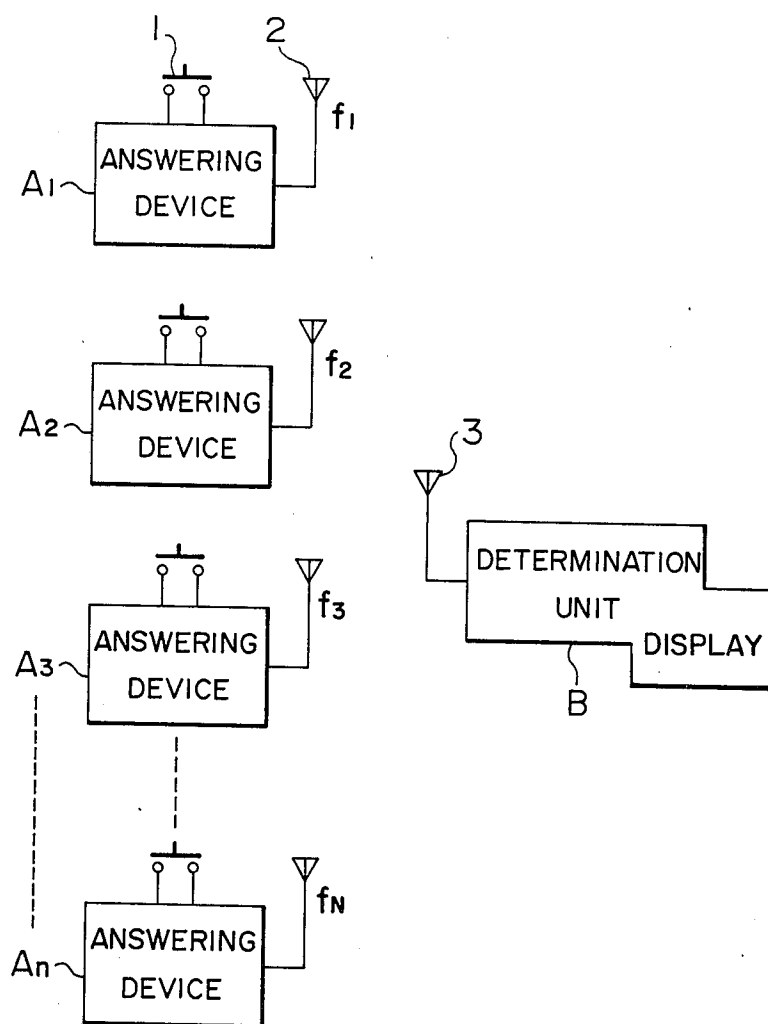 1
2
f1
ANSWERING
DEVICE
A1
f2
ANSWERING
DEVICE
A2
3
f3
DETERMINATION
UNIT
DISPLAY
B
ANSWERING
DEVICE
A3
fN
ANSWERING
DEVICE
An